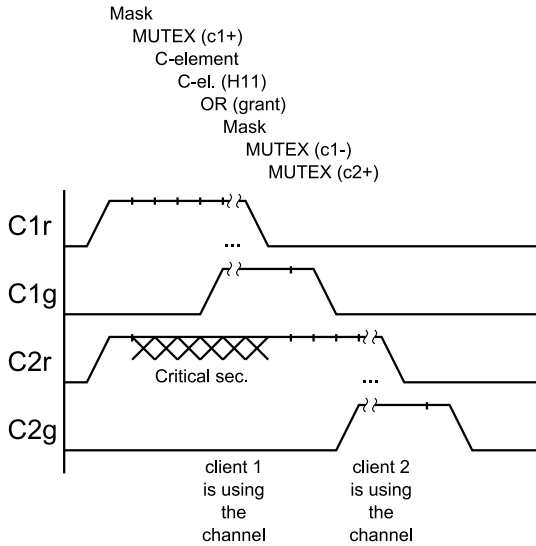 Mask
MUTEX (c1+)
C-element
C-el. (H11)
OR (grant)
Mask
MUTEX (c1-)
MUTEX (c2+)
C1r
...
C1g
C2r
Critical sec.
...
C2g
client 1
is using
the
channel
client 2
is using
the
channel